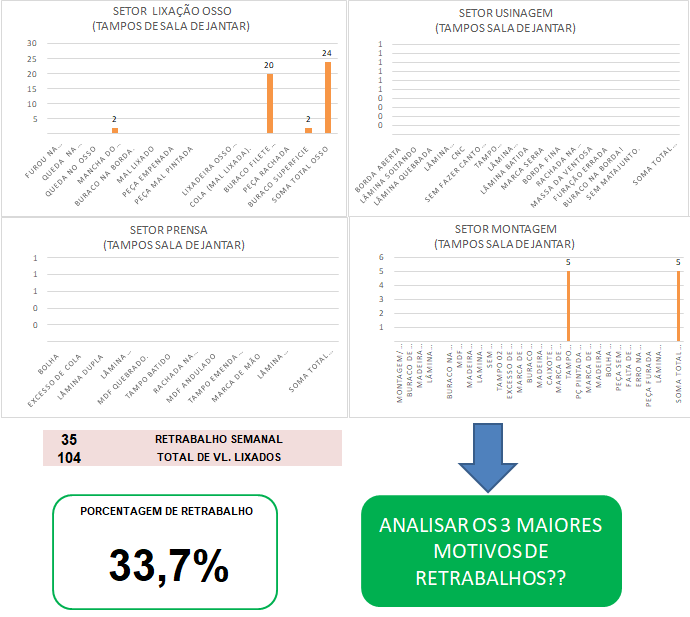 SETOR LIXAÇÃO OSSO
(TAMPOS DE SALA DE JANTAR)
30
25
20
15
10
5
2
20
2
24
FUROU NA...
QUEDA NA...
QUEDA NO OSSO
MANCHA DO...
BURACO NA BORDA.
MAL LIXADO
PEÇA EMPENADA
PEÇA MAL PINTADA
LIXADEIRA OSSO...
COLA (MAL LIXADA).
BURACO FILETE...
PEÇA RACHADA
BURACO SUPERFICIE
SOMA TOTAL OSSO
SETOR USINAGEM
(TAMPOS SALA DE JANTAR)
1
1
1
1
1
1
0
0
0
0
BORDA ABERTA
LÂMINA SOLTANDO
LÂMINA QUEBRADA
LÂMINA...
CNC
SEM FAZER CANTO...
TAMPO...
LÂMINA...
LÂMINA BATIDA
MARCA SERRA
BORDA FINA
RACHADA NA...
MASSA DA VENTOSA
FURAÇÃO ERRADA
BURACO NA BORDA!
SEM MATAJUNTO.
SOMA TOTAL...
SETOR PRENSA
(TAMPOS SALA DE JANTAR)
1
1
1
0
0
BOLHA
EXCESSO DE COLA
LÂMINA DUPLA
LÂMINA...
MDF QUEBRADO.
TAMPO BATIDO
RACHADA NA...
MDF ANDULADO
TAMPO EMENDA...
MARCA DE MÃO
LÂMINA...
SOMA TOTAL...
SETOR MONTAGEM
(TAMPOS SALA DE JANTAR)
6
5
4
3
2
1
5
5
MONTAGEM/...
BURACO DE...
MADEIRA...
LÂMINA...
BURACO NA...
MDF...
MADEIRA...
LAMINA...
SEM...
TAMPO 02
EXCESSO DE...
MARCA DE...
BURACO...
MADEIRA...
CAIXOTE...
MARCA DE...
TAMPO...
PÇ PINTADA...
MARCA DE...
MADEIRA...
BOLHA...
PEÇA SEM...
FALTA DE...
ERRO NA...
PEÇA FURADA
LÂMINA...
SOMA TOTAL...
35 RETRABALHO SEMANAL
104 TOTAL DE VL. LIXADOS
PORCENTAGEM DE RETRABALHO
33,7%
ANALISAR OS 3 MAIORES
MOTIVOS DE
RETRABALHOS??